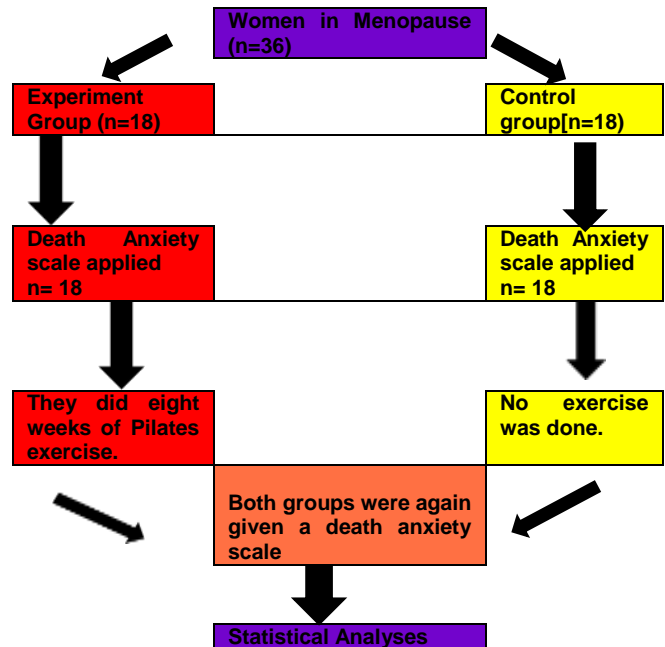 Women in Menopause
(n=36)
Experiment
Group (n=18)
Control
group[n=18)
Death Anxiety
scale applied
n= 18
Death Anxiety
scale applied
n= 18
They did eight
weeks of Pilates
exercise.
No exercise
was done.
Both groups were again
given a death anxiety
scale
Statistical Analyses